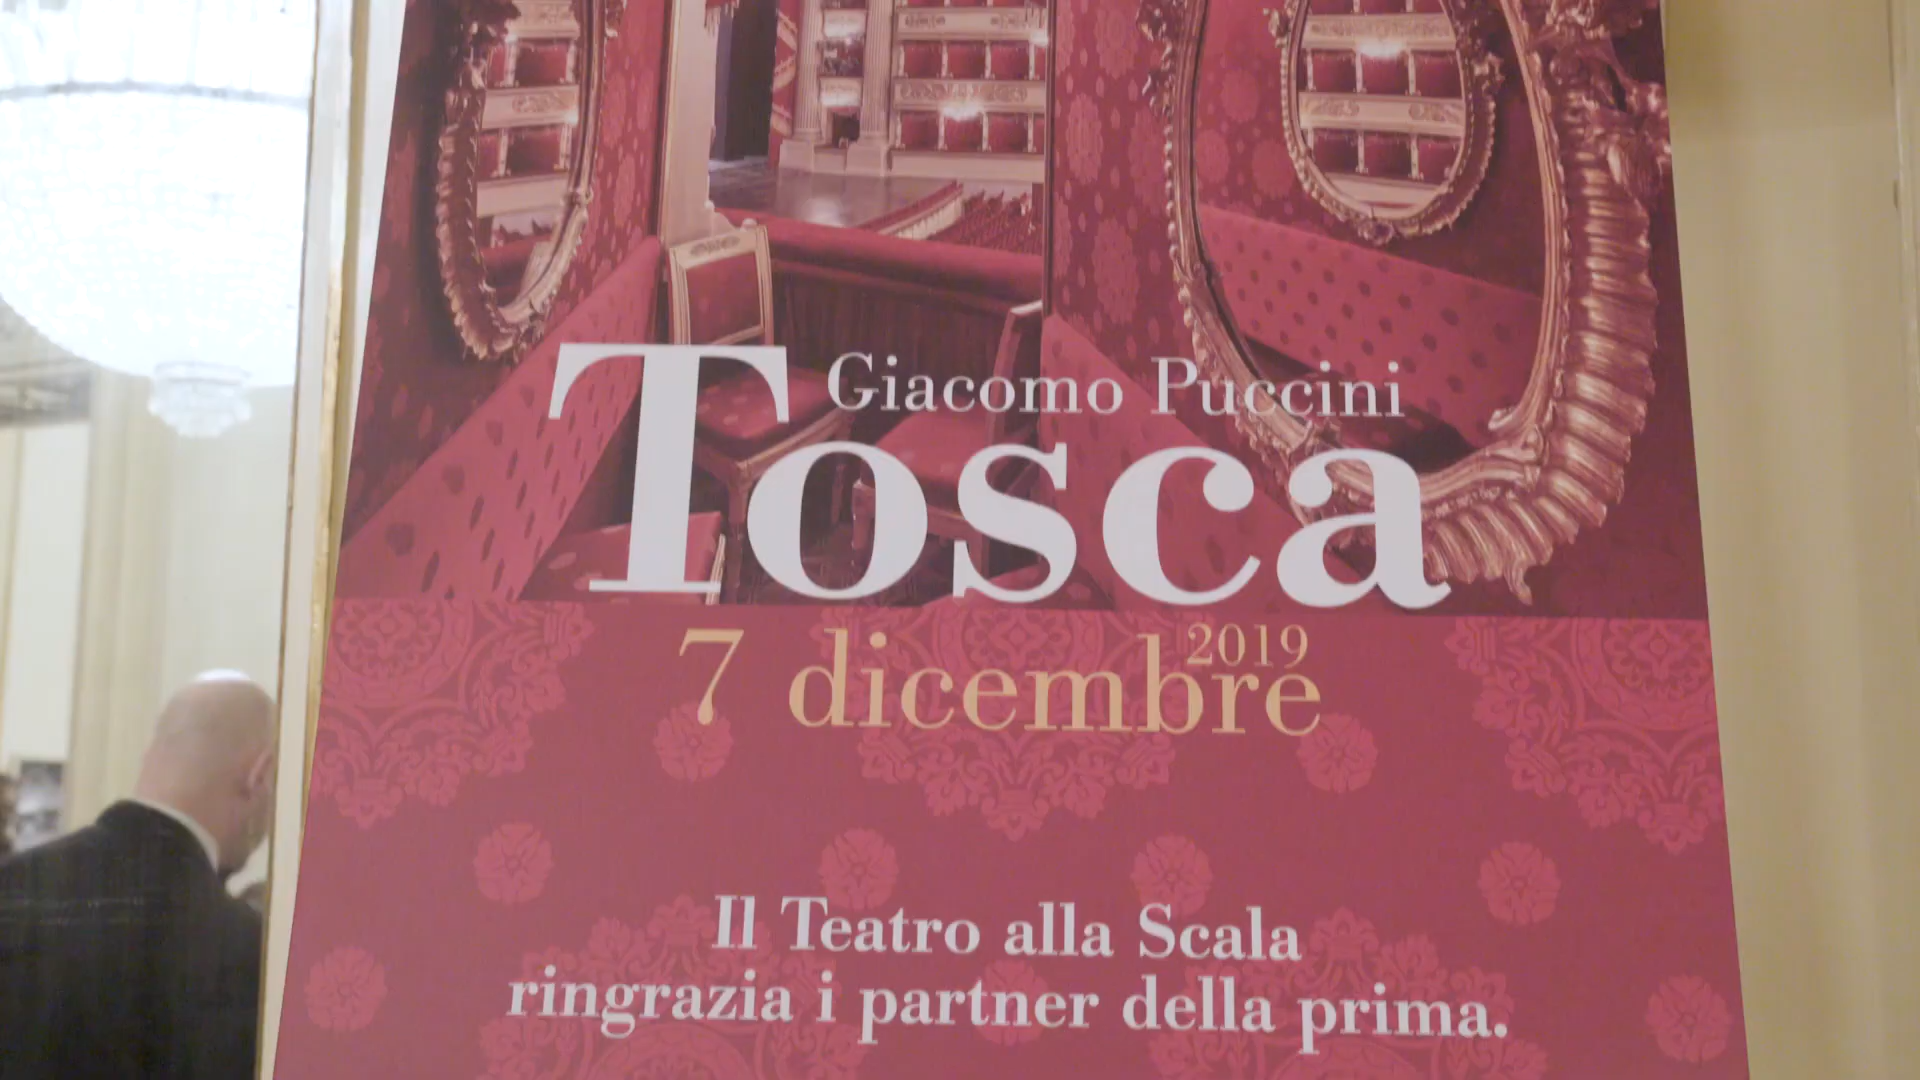 Giacomo Puccini
Tosca
7 dicembre 2019
Il Teatro alla Scala
ringrazia i partner della prima.